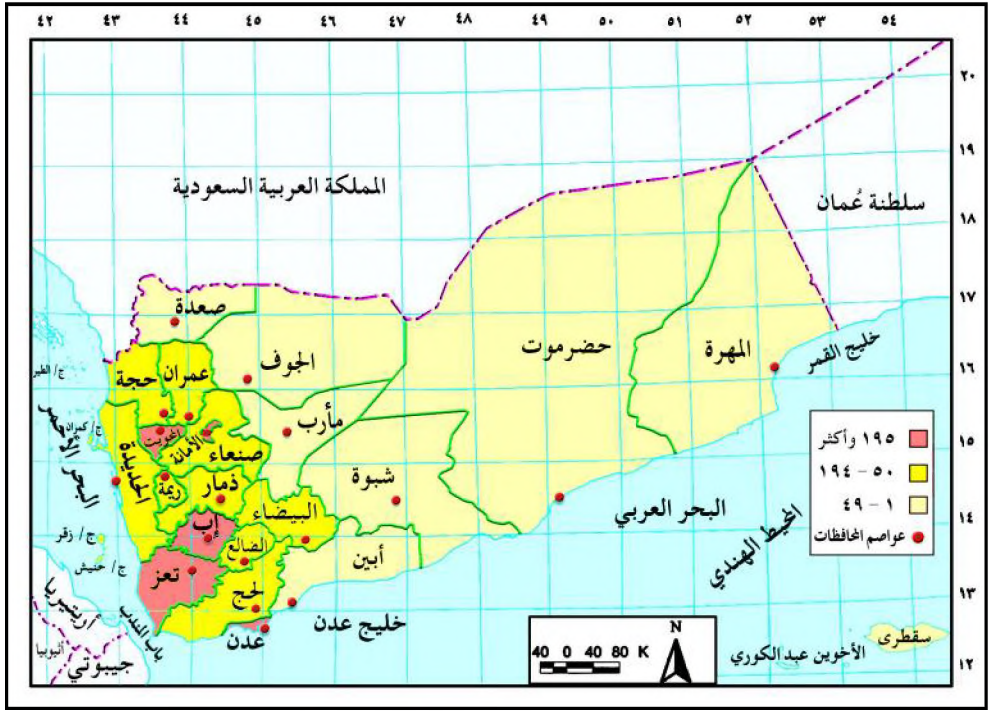 ٤٢ ٤٣ ٤٤ ٤٥ ٤٦ ٤٧ ٤٨ ٤٩ ٥٠ ٥١ ٥٢ ٥٣ ٥٤
٢٠
١٩
المملكة العربية السعودية
سلطنة عُمان
١٨
١٧
صعدة
خليج القمر
الجوف
حضرموت
المهرة
حجة
عمران
١٦
ج/ الطير
مأرب
ج/ كمران
المحويت
الأمانة
صنعاء
الحديدة
البحر الأحمر
١٩٥ وأكثر
١٥
٥٠ – ١٩٤
١ – ٤٩
عواصم المحافظات
ريمة
ذمار
شبوة
البيضاء
البحر العربي
المحيط الهندي
١٤
إب
الضالع
أبين
ج/ زقر
ج/ حنيش
تعز
لحج
١٣
أريتيريا
باب المندب
عدن
خليج عدن
أثيوبيا
جيبوتي
N
40 0 40 80 K
الأخوين عبد الكوري
سقطرى
١٢